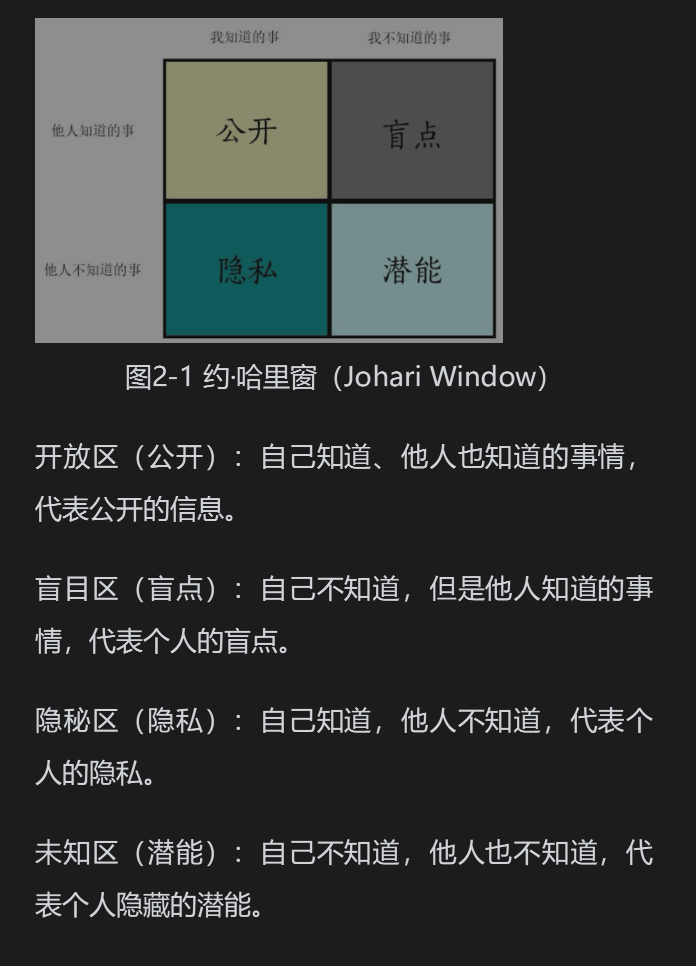 我知道的事 我不知道的事
他人知道的事 公开 盲点
他人不知道的事 隐私 潜能
图2-1 约·哈里窗（Johari Window）
开放区（公开）：自己知道、他人也知道的事情，
代表公开的信息。
盲目区（盲点）：自己不知道，但是他人知道的事
情，代表个人的盲点。
隐秘区（隐私）：自己知道，他人不知道，代表个
人的隐私。
未知区（潜能）：自己不知道，他人也不知道，代
表个人隐藏的潜能。